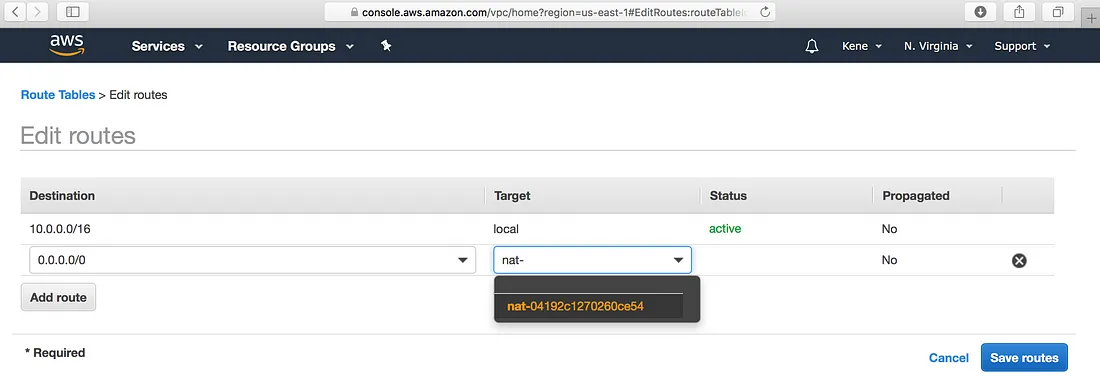 console.aws.amazon.com/vpc/home?region=us-east-1#EditRoutes:routeTableI
aws Services Resource Groups Kene N. Virginia Support
Route Tables > Edit routes
Edit routes
Destination Target Status Propagated
10.0.0.0/16 local active No
0.0.0.0/0 nat- No
Add route
nat-04192c1270260ce54
* Required
Cancel Save routes